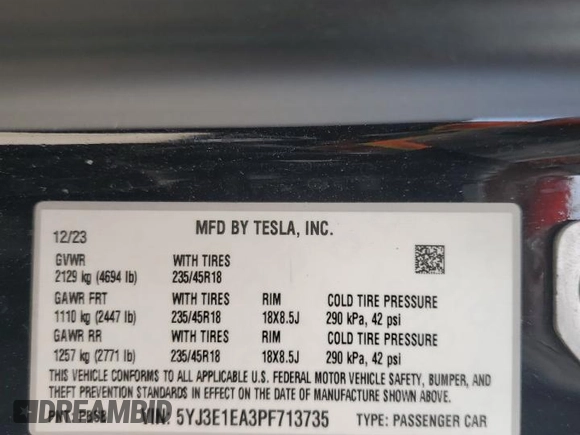 12/23 MFD BY TESLA, INC.
GVWR WITH TIRES
2129 kg (4694 lb) 235/45R18
GAWR FRT WITH TIRES RIM COLD TIRE PRESSURE
1110 kg (2447 lb) 235/45R18 18X8.5J 290 kPa, 42 psi
GAWR RR WITH TIRES RIM COLD TIRE PRESSURE
1257 kg (2771 lb) 235/45R18 18X8.5J 290 kPa, 42 psi
THIS VEHICLE CONFORMS TO ALL APPLICABLE U.S. FEDERAL MOTOR VEHICLE SAFETY, BUMPER, AND
THEFT PREVENTION STANDARDS IN EFFECT ON THE DATE OF MANUFACTURE SHOWN ABOVE.
VIN: 5YJ3E1EA3PF713735 TYPE: PASSENGER CAR
DREAMBID